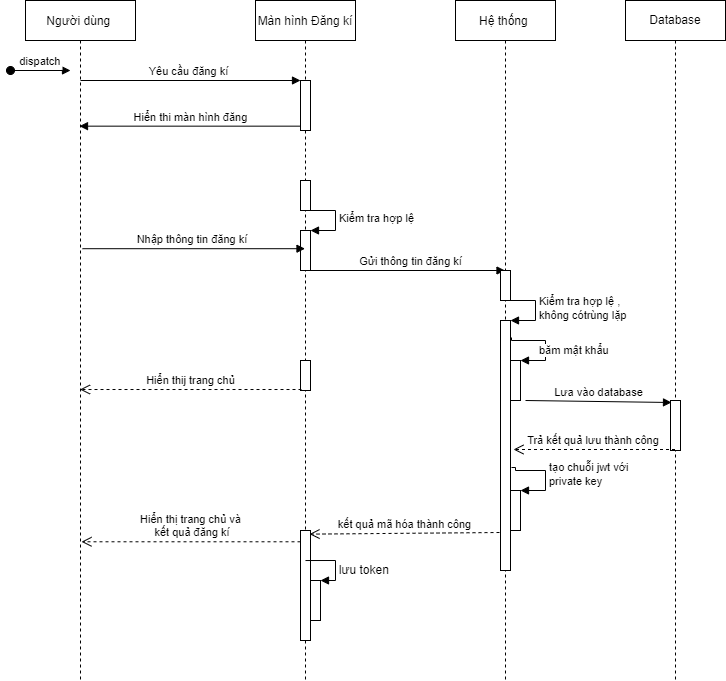 Người dùng
Màn hình Đăng kí
Hệ thống
Database
dispatch
Yêu cầu đăng kí
Hiển thi màn hình đăng
Kiểm tra hợp lệ
Nhập thông tin đăng kí
Gửi thông tin đăng kí
Kiểm tra hợp lệ ,
không cótrùng lặp
băm mật khẩu
Hiển thịj trang chủ
Lưa vào database
Trả kết quả lưu thành công
tạo chuỗi jwt với
private key
Hiển thị trang chủ và
kết quả đăng kí
kết quả mã hóa thành công
lưu token